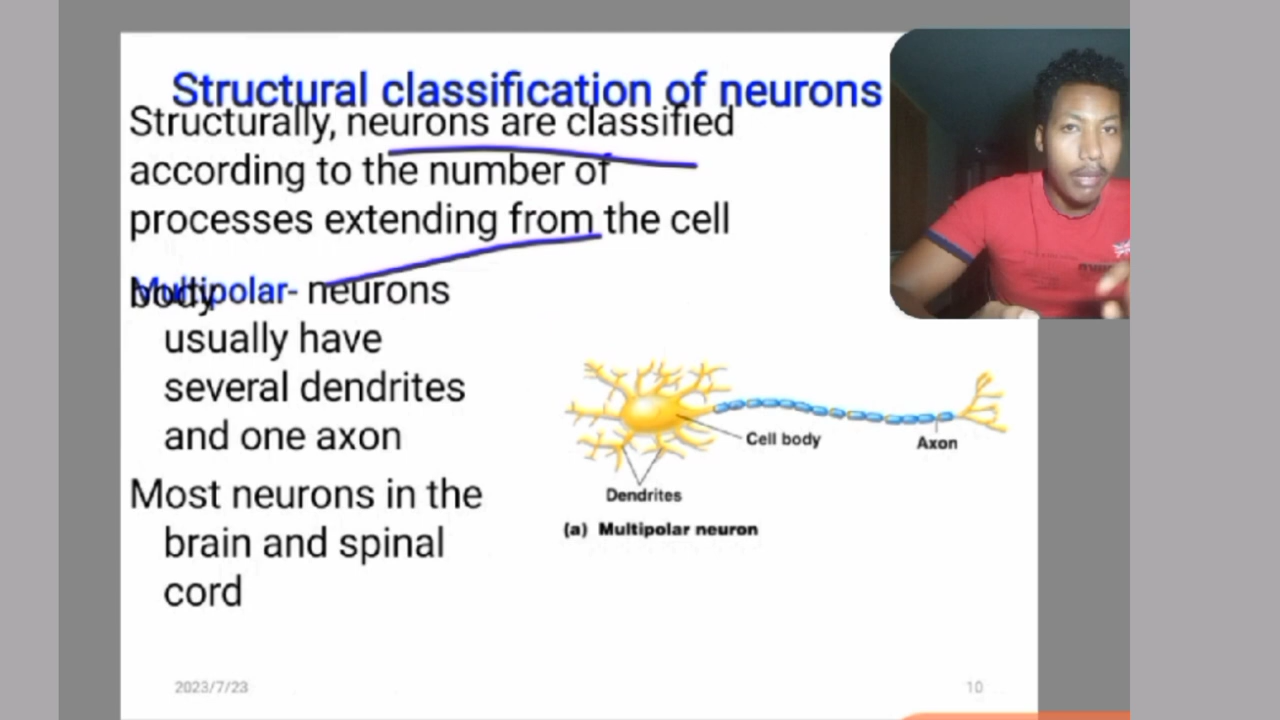 Structural classification of neurons
Structurally, neurons are classified
according to the number of
processes extending from the cell
body
Multipolar- neurons
usually have
several dendrites
and one axon
Most neurons in the
brain and spinal
cord
Cell body
Axon
Dendrites
(a) Multipolar neuron
2023/7/23
10